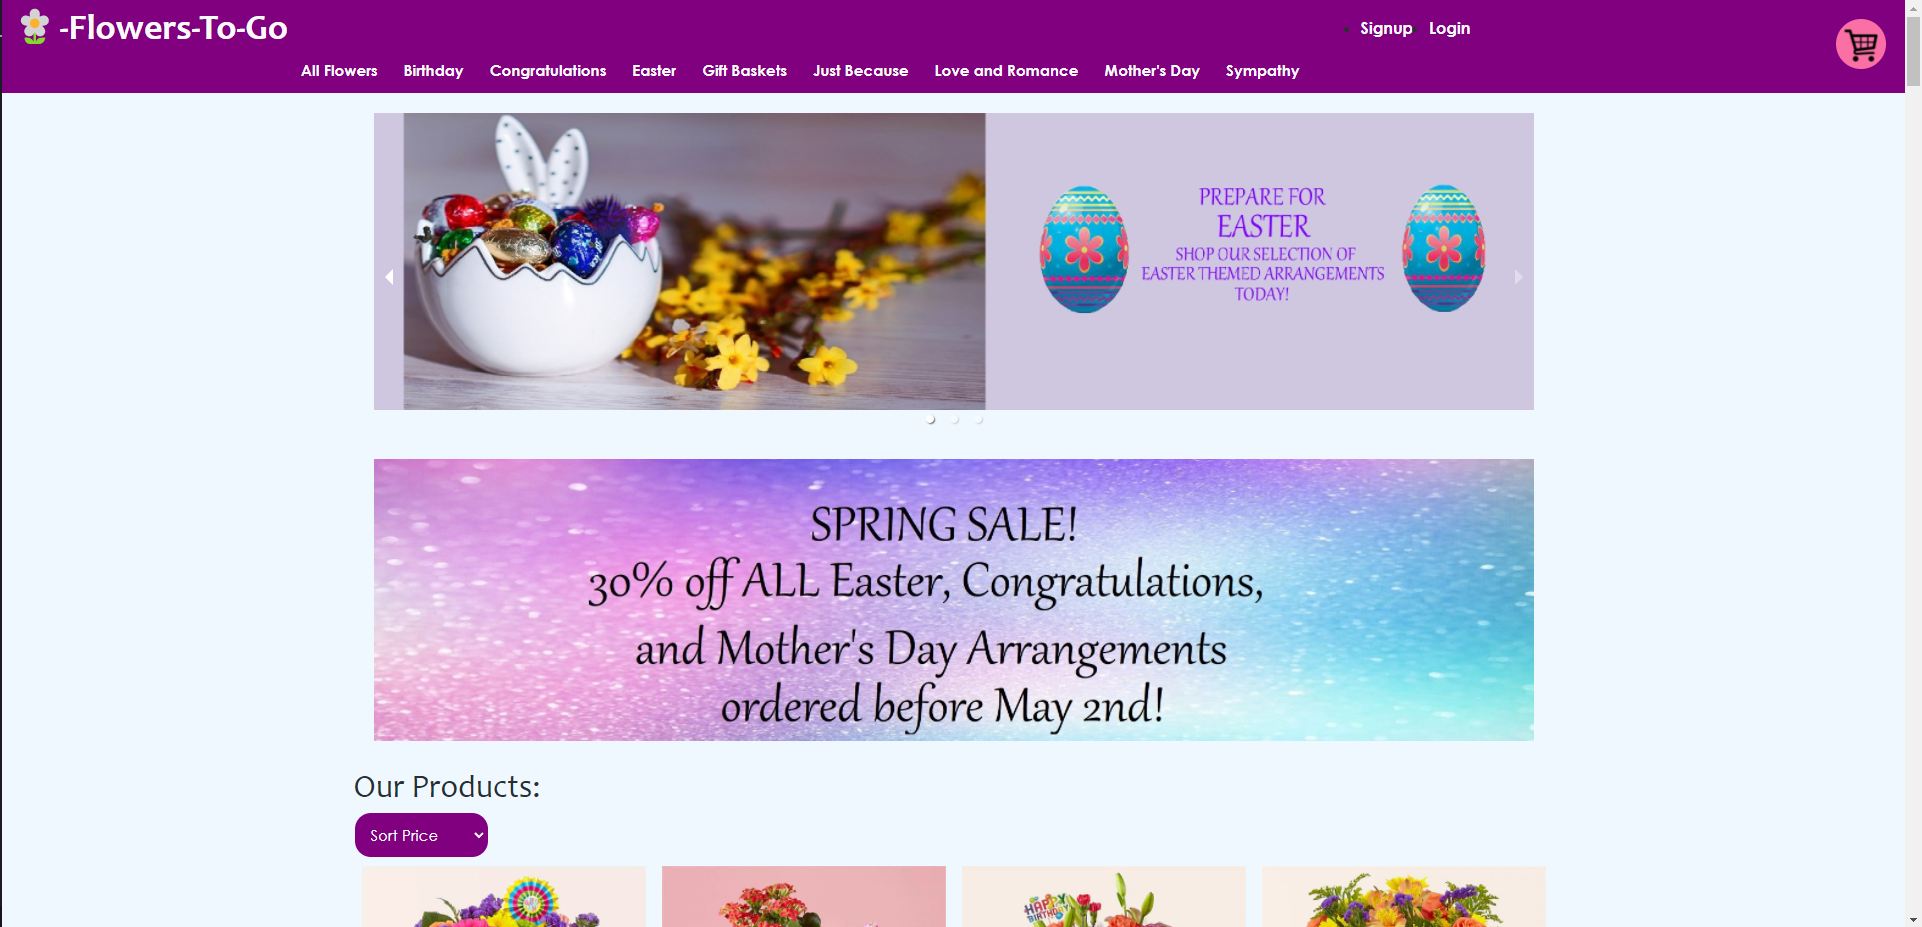 -Flowers-To-Go
Signup Login
All Flowers Birthday Congratulations Easter Gift Baskets Just Because Love and Romance Mother's Day Sympathy
PREPARE FOR
EASTER
SHOP OUR SELECTION OF
EASTER THEMED ARRANGEMENTS
TODAY!
SPRING SALE!
30% off ALL Easter, Congratulations,
and Mother's Day Arrangements
ordered before May 2nd!
Our Products:
Sort Price
HAPPY
BIRTHDAY